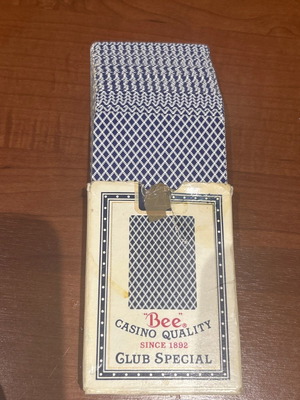 "Bee"®
CASINO QUALITY
SINCE 1892
CLUB SPECIAL